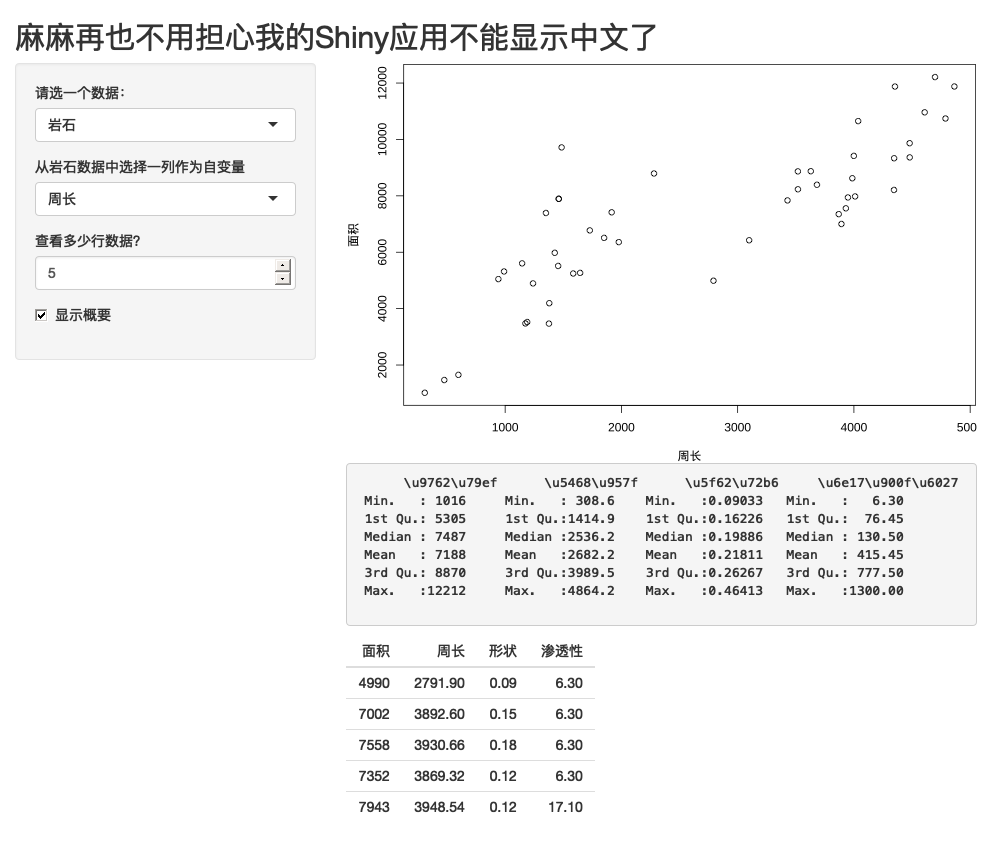 麻麻再也不用担心我的Shiny应用不能显示中文了
请选一个数据:
岩石
从岩石数据中选择一列作为自变量
周长
查看多少行数据?
5
显示概要
面积
12000
10000
8000
6000
4000
2000
1000 2000 3000 4000 500
周长
\u9762\u79ef \u5468\u957f \u5f62\u72b6 \u6e17\u900f\u6027
Min. : 1016 Min. : 308.6 Min. :0.09033 Min. : 6.30
1st Qu.: 5305 1st Qu.:1414.9 1st Qu.:0.16226 1st Qu.: 76.45
Median : 7487 Median :2536.2 Median :0.19886 Median : 130.50
Mean : 7188 Mean :2682.2 Mean :0.21811 Mean : 415.45
3rd Qu.: 8870 3rd Qu.:3989.5 3rd Qu.:0.26267 3rd Qu.: 777.50
Max. :12212 Max. :4864.2 Max. :0.46413 Max. :1300.00
面积 周长 形状 渗透性
4990 2791.90 0.09 6.30
7002 3892.60 0.15 6.30
7558 3930.66 0.18 6.30
7352 3869.32 0.12 6.30
7943 3948.54 0.12 17.10